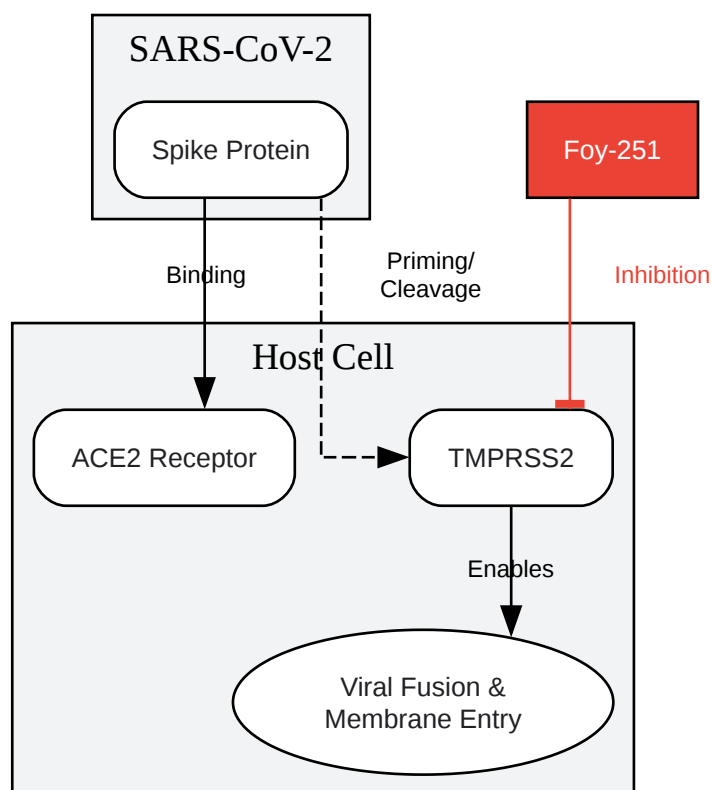 SARS-CoV-2
Spike Protein
Foy-251
Binding
Priming/
Cleavage
Inhibition
Host Cell
ACE2 Receptor
TMPRSS2
Enables
Viral Fusion &
Membrane Entry